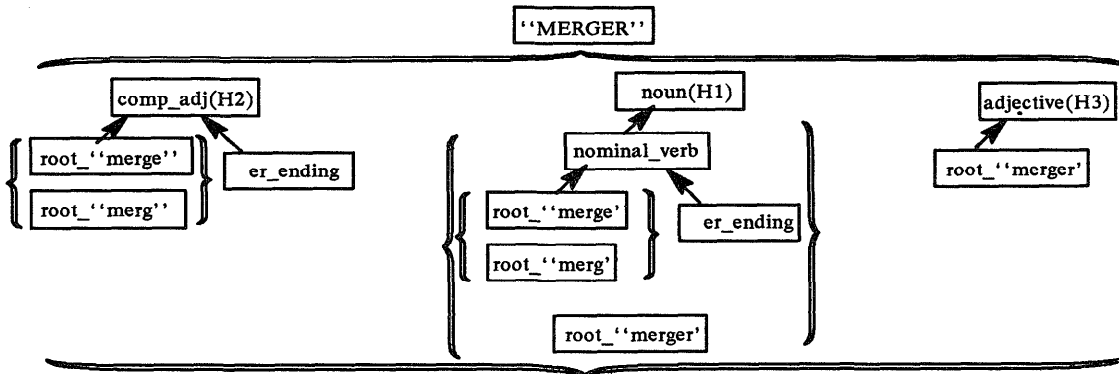 ‘‘MERGER’’
comp_adj(H2)
noun(H1)
adjective(H3)
root_‘‘merge’’
er_ending
root_‘‘merg’’
nominal_verb
root_‘‘merge’
er_ending
root_‘‘merg’
root_‘‘merger’
root_‘‘merger’